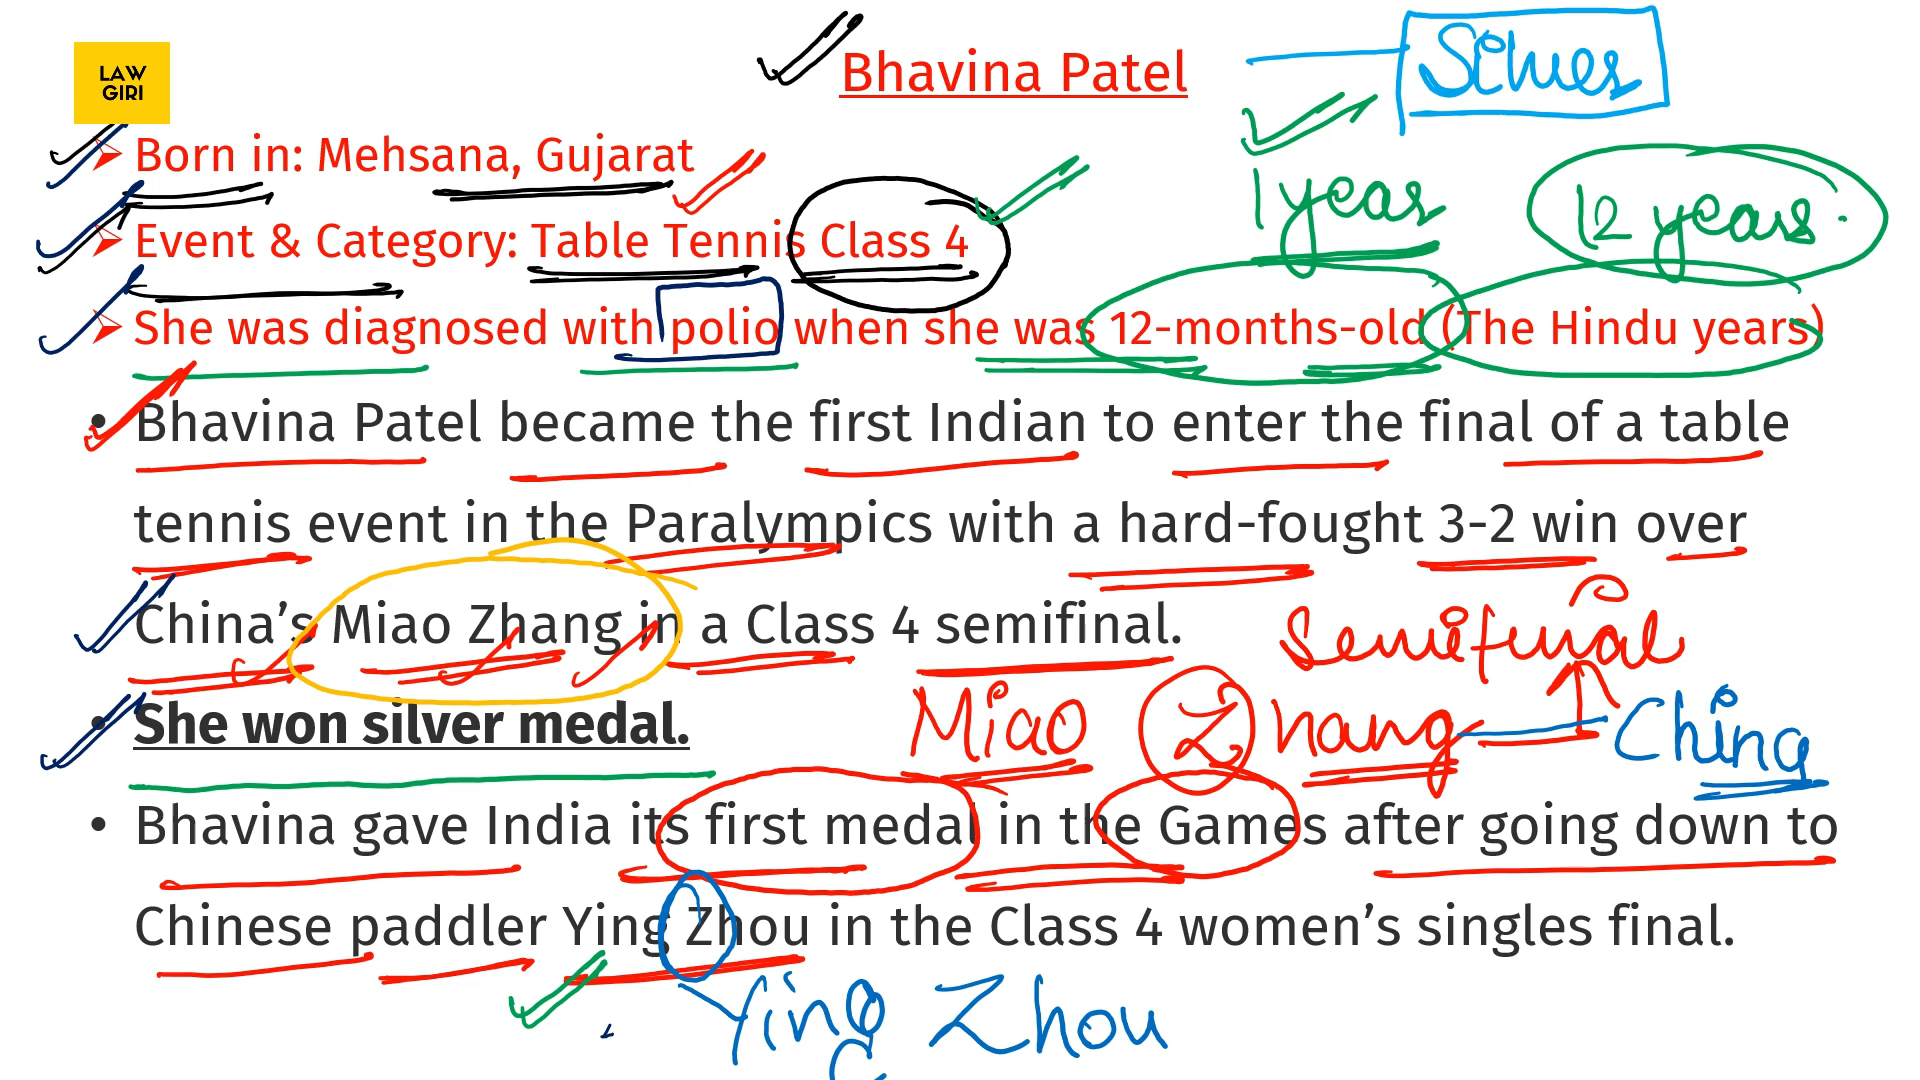 LAW
GIRI
Bhavina Patel
Silver
➢ Born in: Mehsana, Gujarat
1 year
12 years
➢ Event & Category: Table Tennis Class 4
➢ She was diagnosed with polio when she was 12-months-old (The Hindu years)
• Bhavina Patel became the first Indian to enter the final of a table
tennis event in the Paralympics with a hard-fought 3-2 win over
China’s Miao Zhang in a Class 4 semifinal.
Semifinal
• She won silver medal.
Miao Zhang
China
• Bhavina gave India its first medal in the Games after going down to
Chinese paddler Ying Zhou in the Class 4 women’s singles final.
Ying Zhou